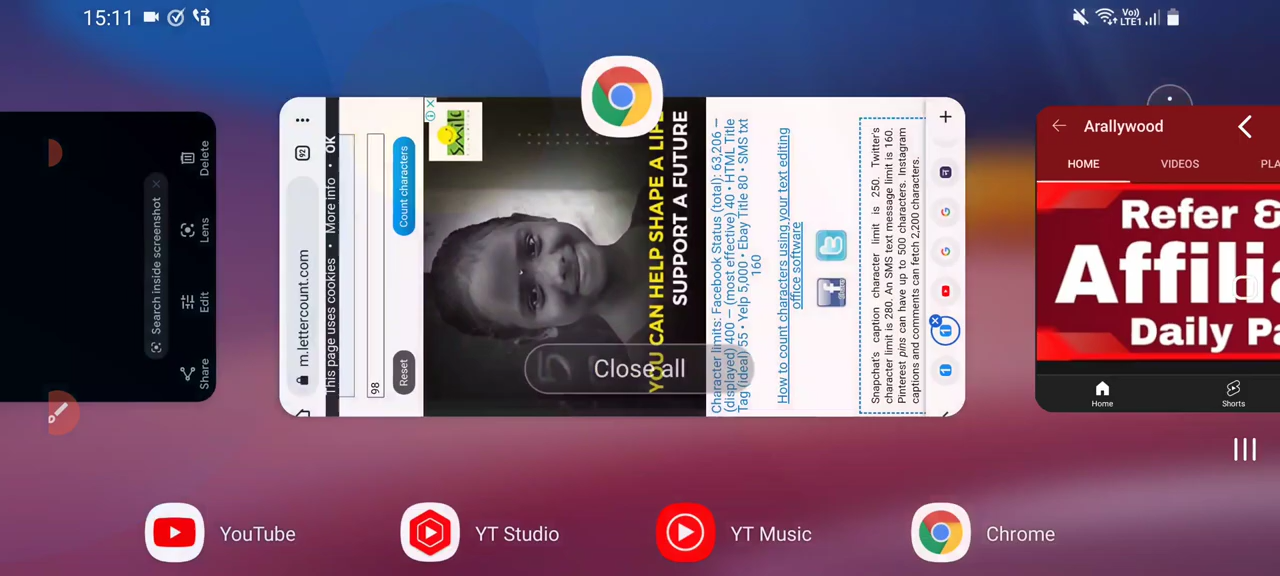 15:11
Vo))
LTE1
Search inside screenshot
Delete
Lens
Edit
Share
m.lettercount.com
92
This page uses cookies • More info • OK
98
Count characters
Reset
YOU CAN HELP SHAPE A LIFE
SUPPORT A FUTURE
Character limits: Facebook Status (total): 63,206 –
(displayed) 400 – (most effective) 40 • HTML Title
Tag (ideal) 55 • Yelp 5,000 • Ebay Title 80 • SMS txt
160
How to count characters using your text editing
office software
Snapchat's caption character limit is 250. Twitter's
character limit is 280. An SMS text message limit is 160.
Pinterest pins can have up to 500 characters. Instagram
captions and comments can fetch 2,200 characters.
Close all
Arallywood
HOME
VIDEOS
PLA
Refer &
Affilia
Daily Pa
Home
Shorts
YouTube
YT Studio
YT Music
Chrome